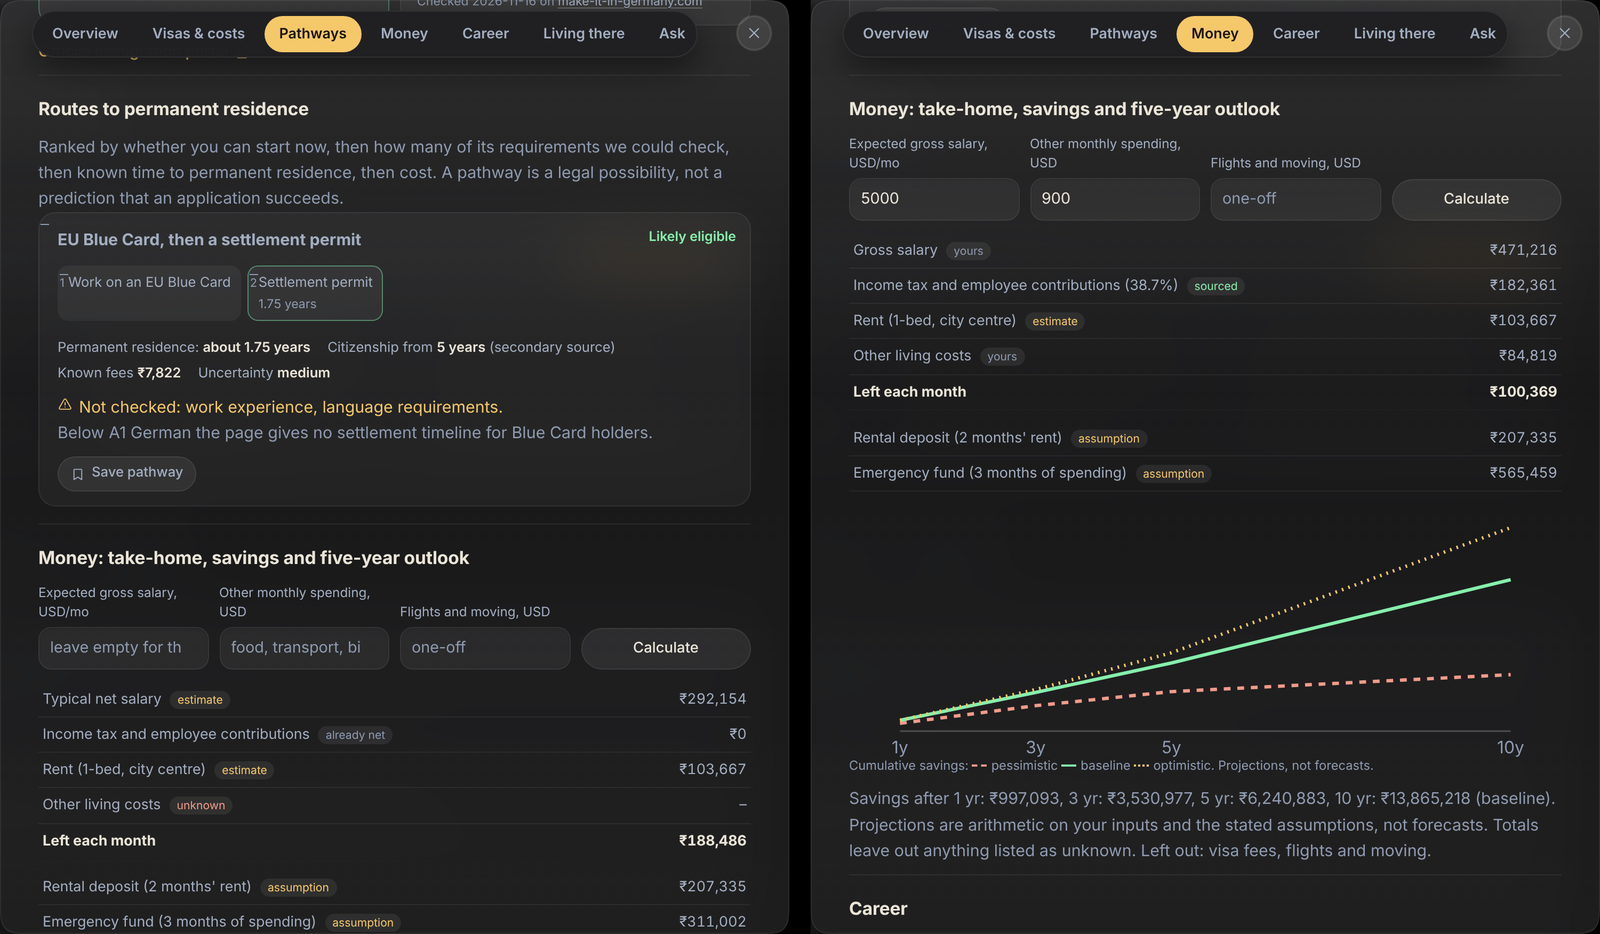 Checked 2026-11-16 on make-it-in-germany.com
Overview
Visas & costs
Pathways
Money
Career
Living there
Ask
Routes to permanent residence
Ranked by whether you can start now, then how many of its requirements we could check,
then known time to permanent residence, then cost. A pathway is a legal possibility, not a
prediction that an application succeeds.
EU Blue Card, then a settlement permit
Likely eligible
1 Work on an EU Blue Card
2 Settlement permit
1.75 years
Permanent residence: about 1.75 years Citizenship from 5 years (secondary source)
Known fees ₹7,822 Uncertainty medium
Not checked: work experience, language requirements.
Below A1 German the page gives no settlement timeline for Blue Card holders.
Save pathway
Money: take-home, savings and five-year outlook
Expected gross salary,
USD/mo
Other monthly spending,
USD
Flights and moving, USD
leave empty for th
food, transport, bi
one-off
Calculate
Typical net salary estimate ₹292,154
Income tax and employee contributions already net ₹0
Rent (1-bed, city centre) estimate ₹103,667
Other living costs unknown –
Left each month ₹188,486
Rental deposit (2 months' rent) assumption ₹207,335
Emergency fund (3 months of spending) assumption ₹311,002
Overview
Visas & costs
Pathways
Money
Career
Living there
Ask
Money: take-home, savings and five-year outlook
Expected gross salary,
USD/mo
Other monthly spending,
USD
Flights and moving, USD
5000
900
one-off
Calculate
Gross salary yours ₹471,216
Income tax and employee contributions (38.7%) sourced ₹182,361
Rent (1-bed, city centre) estimate ₹103,667
Other living costs yours ₹84,819
Left each month ₹100,369
Rental deposit (2 months' rent) assumption ₹207,335
Emergency fund (3 months of spending) assumption ₹565,459
1y 3y 5y 10y
Cumulative savings: pessimistic baseline optimistic. Projections, not forecasts.
Savings after 1 yr: ₹997,093, 3 yr: ₹3,530,977, 5 yr: ₹6,240,883, 10 yr: ₹13,865,218 (baseline).
Projections are arithmetic on your inputs and the stated assumptions, not forecasts. Totals
leave out anything listed as unknown. Left out: visa fees, flights and moving.
Career